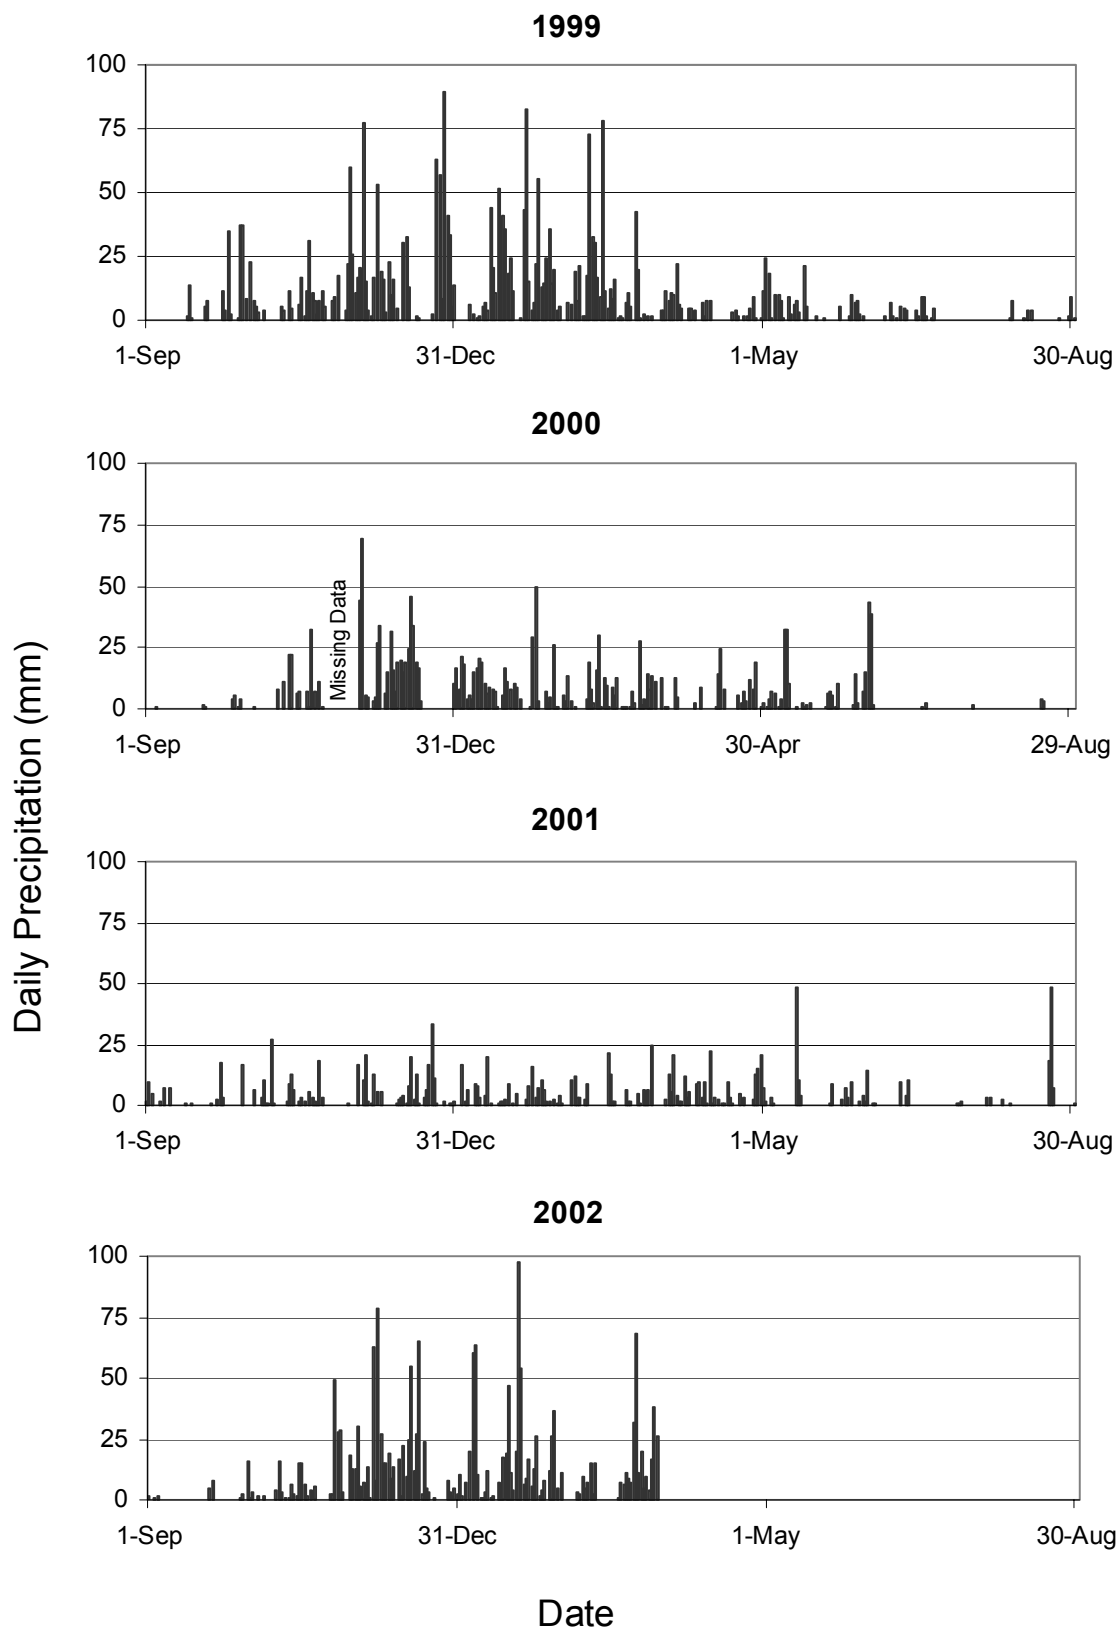 1999
100
75
50
25
0
1-Sep
31-Dec
1-May
30-Aug
2000
100
75
50
25
0
Missing Data
1-Sep
31-Dec
30-Apr
29-Aug
Daily Precipitation (mm)
2001
100
75
50
25
0
1-Sep
31-Dec
1-May
30-Aug
2002
100
75
50
25
0
1-Sep
31-Dec
1-May
30-Aug
Date